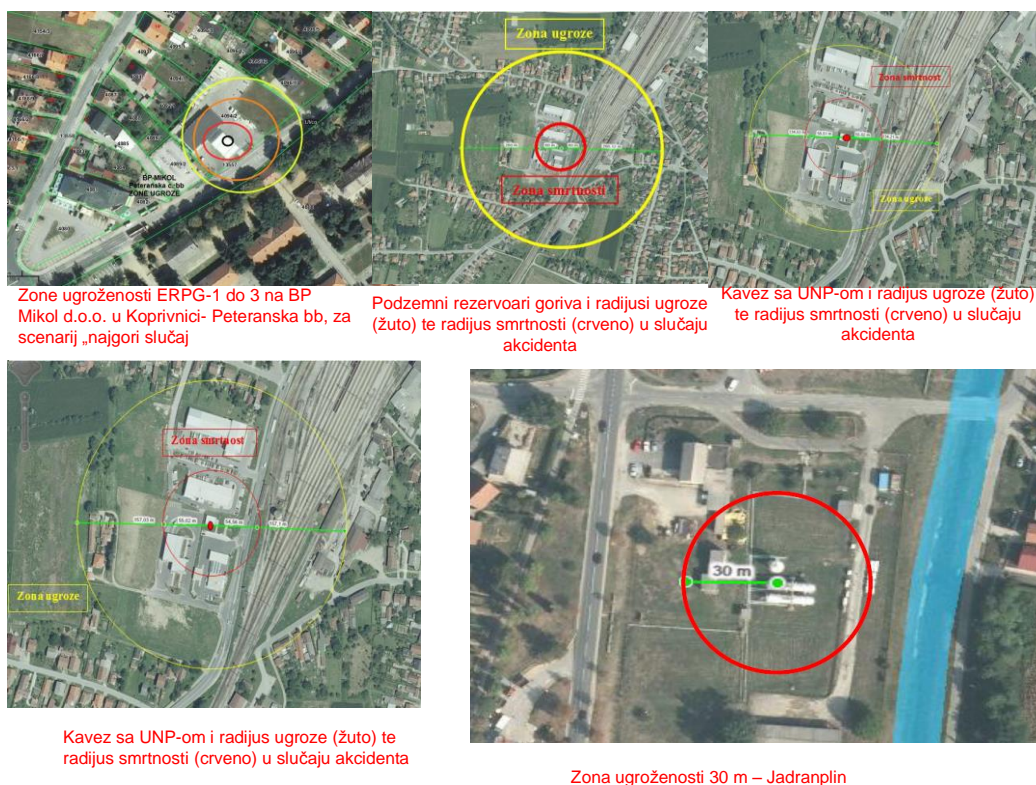 BP-MIKOL
Peteranska c. bb
ZONE UGROZE
Zona ugroze
Zona smrtnosti
Zona smrtnost
Zona ugroze
Zone ugroženosti ERPG-1 do 3 na BP
Mikol d.o.o. u Koprivnici- Peteranska bb, za
scenarij „najgori slučaj
Podzemni rezervoari goriva i radijusi ugroze
(žuto) te radijus smrtnosti (crveno) u slučaju
akcidenta
Kavez sa UNP-om i radijus ugroze (žuto)
te radijus smrtnosti (crveno) u slučaju
akcidenta
Zona smrtnost
Zona ugroze
30 m
Kavez sa UNP-om i radijus ugroze (žuto) te
radijus smrtnosti (crveno) u slučaju akcidenta
Zona ugroženosti 30 m – Jadranplin